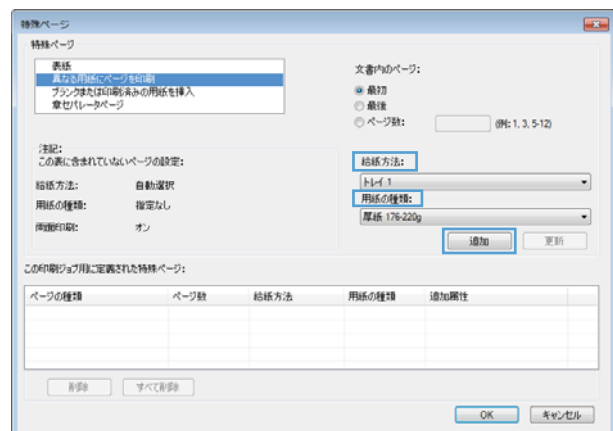 特殊ページ
特殊ページ
表紙
異なる用紙にページを印刷
ブランクまたは印刷済みの用紙を挿入
章セパレータページ
文書内のページ:
最初
最後
ページ数:
(例: 1, 3, 5-12)
注記:
この表に含まれていないページの設定:
給紙方法: 自動選択
用紙の種類: 指定なし
両面印刷: オン
給紙方法:
トレイ 1
用紙の種類:
厚紙 176-220g
追加 更新
この印刷ジョブ用に定義された特殊ページ:
ページの種類 ページ数 給紙方法 用紙の種類 追加属性
削除 すべて削除
OK キャンセル